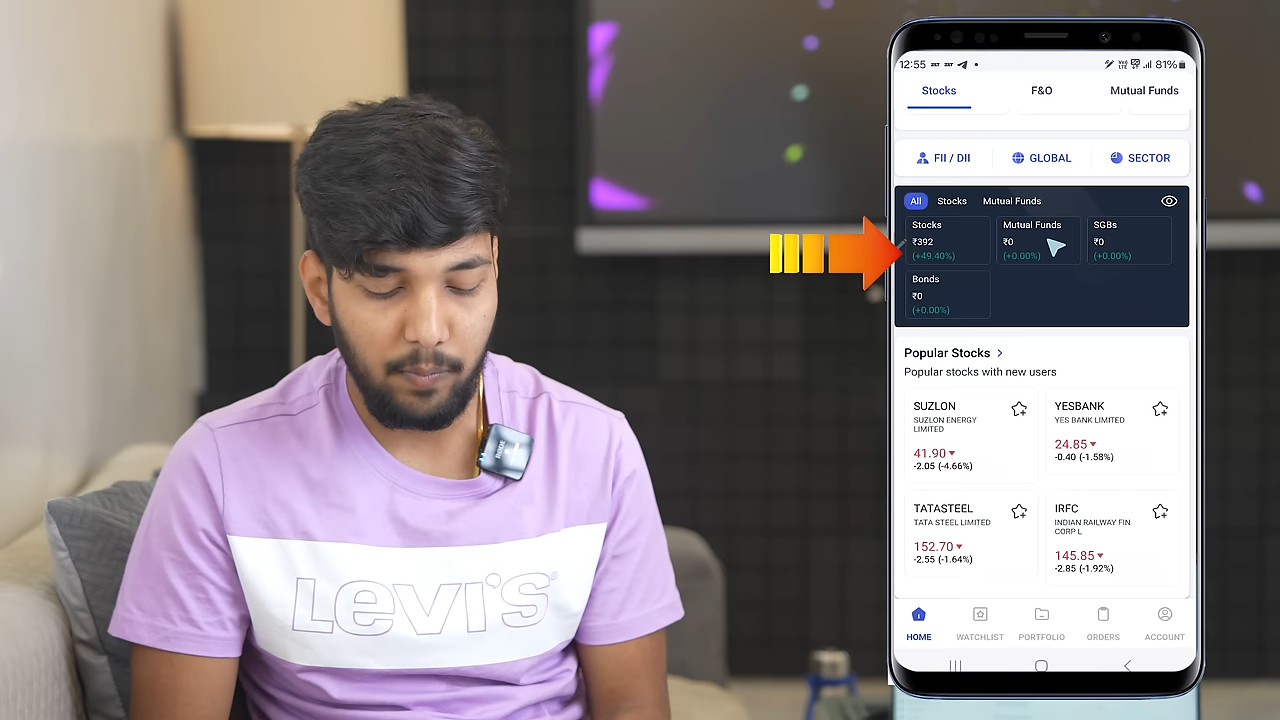 12:55
81%
Stocks
F&O
Mutual Funds
FII / DII
GLOBAL
SECTOR
All
Stocks
Mutual Funds
Stocks
₹392
(+49.40%)
Mutual Funds
₹0
(+0.00%)
SGBs
₹0
(+0.00%)
Bonds
₹0
(+0.00%)
Popular Stocks
Popular stocks with new users
SUZLON
SUZLON ENERGY
LIMITED
41.90
-2.05 (-4.66%)
YESBANK
YES BANK LIMITED
24.85
-0.40 (-1.58%)
TATASTEEL
TATA STEEL LIMITED
152.70
-2.55 (-1.64%)
IRFC
INDIAN RAILWAY FIN
CORP L
145.85
-2.85 (-1.92%)
HOME
WATCHLIST
PORTFOLIO
ORDERS
ACCOUNT
LEVI'S
RØDE